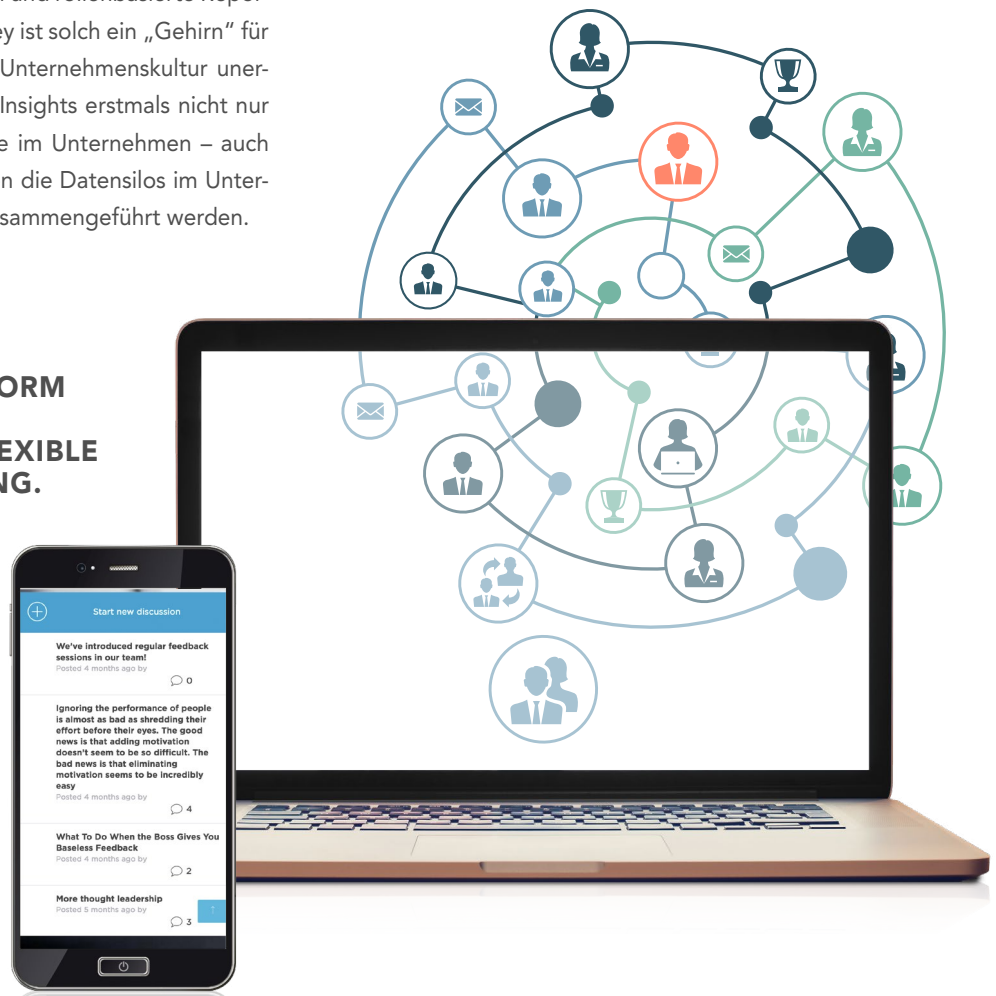 und rollenbasierte Repor-
ist solch ein „Gehirn“ für
Unternehmenskultur uner-
Insights erstmals nicht nur
im Unternehmen – auch
die Datensilos im Unter-
sammengeführt werden.
ORM
EXIBLE
NG.
Start new discussion
We've introduced regular feedback
sessions in our team!
Posted 4 months ago by
0
Ignoring the performance of people
is almost as bad as shredding their
effort before their eyes. The good
news is that adding motivation
doesn't seem to be so difficult. The
bad news is that eliminating
motivation seems to be incredibly
easy
Posted 4 months ago by
4
What To Do When the Boss Gives You
Baseless Feedback
Posted 4 months ago by
2
More thought leadership
Posted 5 months ago by
3